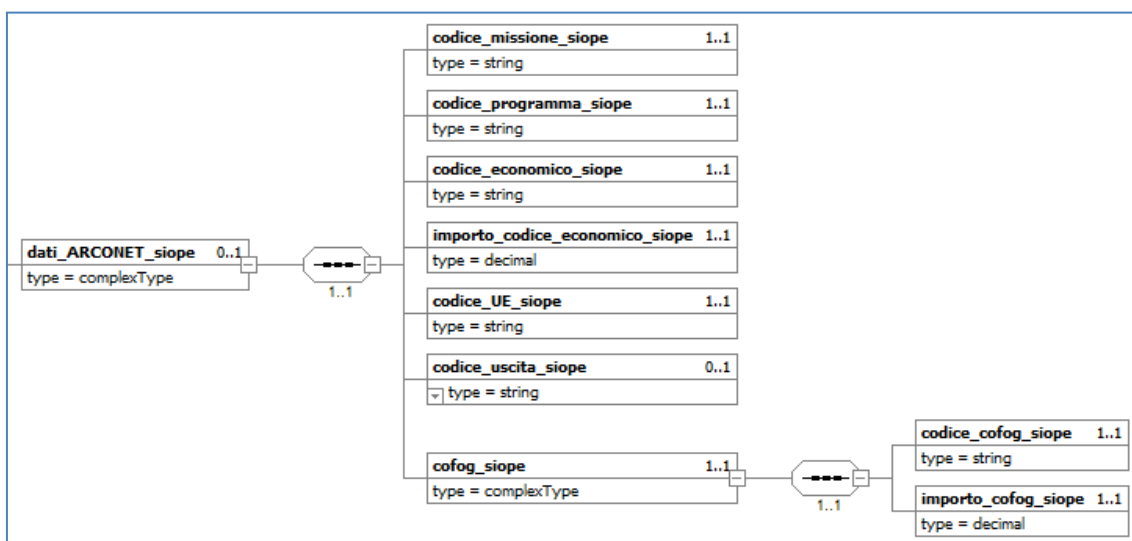 codice_missione_siope 1..1
type = string
codice_programma_siope 1..1
type = string
codice_economico_siope 1..1
type = string
importo_codice_economico_siope 1..1
type = decimal
dati_ARCONET_siope 0..1
type = complexType
1..1
codice_UE_siope 1..1
type = string
codice_uscita_siope 0..1
type = string
cofog_siope 1..1
type = complexType
1..1
codice_cofog_siope 1..1
type = string
importo_cofog_siope 1..1
type = decimal